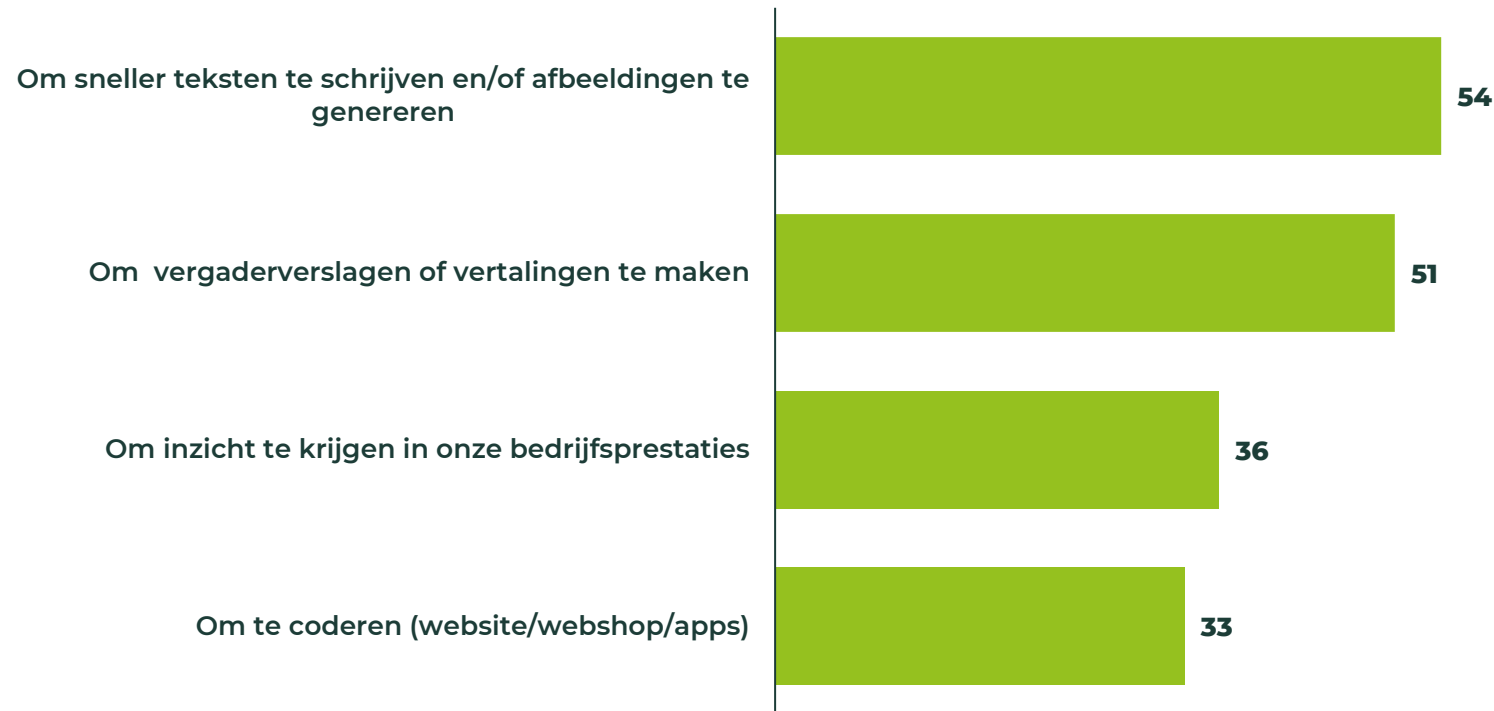 Om sneller teksten te schrijven en/of afbeeldingen te
genereren
54
Om  vergaderverslagen of vertalingen te maken
51
Om inzicht te krijgen in onze bedrijfsprestaties
36
Om te coderen (website/webshop/apps)
33